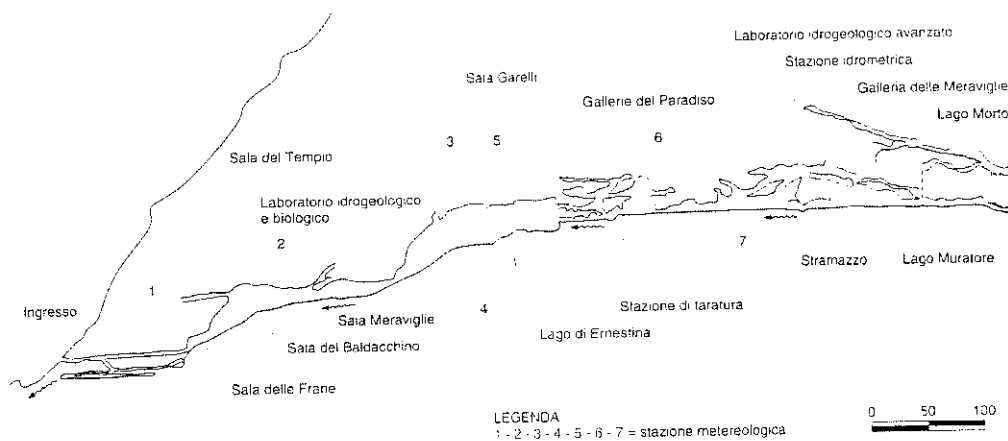 Laboratorio idrogeologico avanzato
Stazione idrometrica
Sala Garelli
Galleria delle Meraviglie
Gallerie del Paradiso
Lago Morto
3
5
6
Sala del Tempio
Laboratorio idrogeologico
e biologico
2
7
Stramazzo
Lago Muratore
1
Ingresso
Sala Meraviglie
4
Stazione di taratura
Lago di Ernestina
Sala del Baldacchino
Sala delle Frane
LEGENDA
1 - 2 - 3 - 4 - 5 - 6 - 7 = stazione metereologica
0 50 100